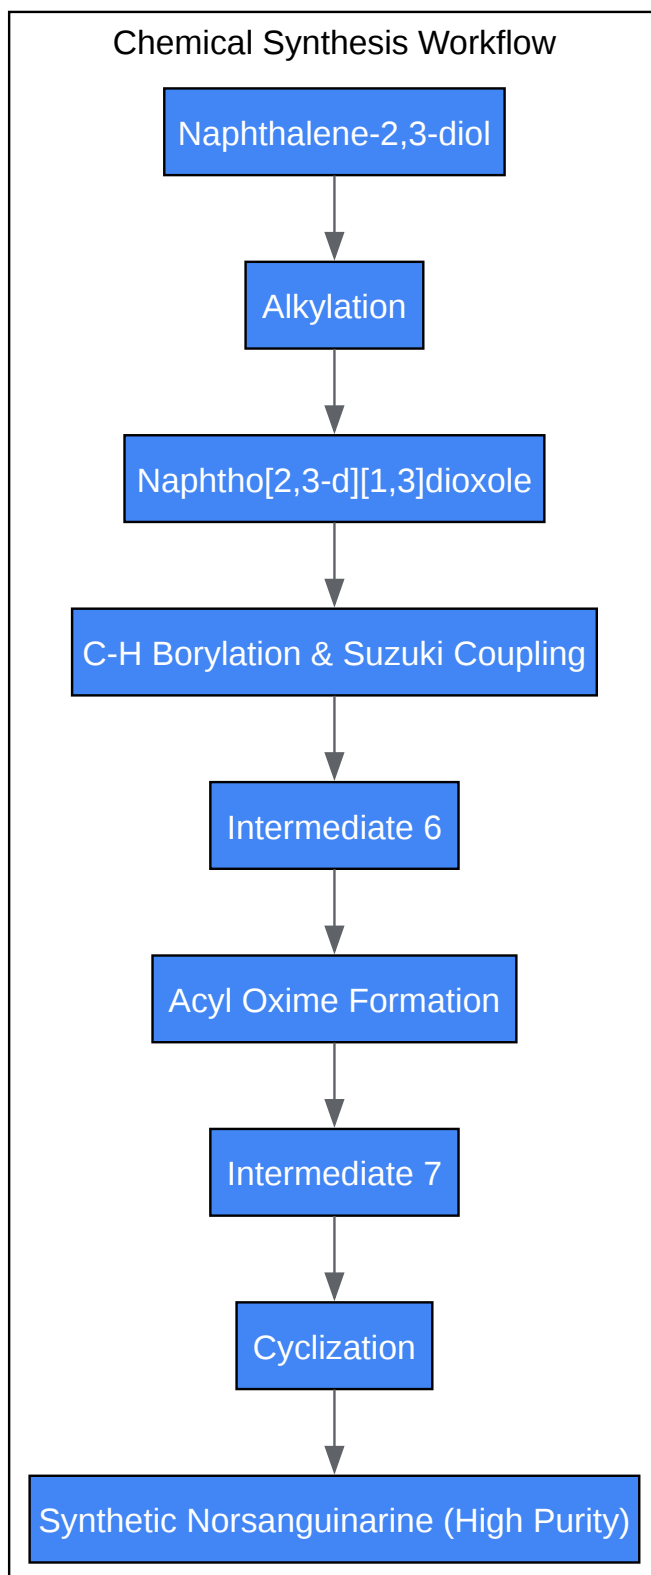 Chemical Synthesis Workflow
Naphthalene-2,3-diol
Alkylation
Naphtho[2,3-d][1,3]dioxole
C-H Borylation & Suzuki Coupling
Intermediate 6
Acyl Oxime Formation
Intermediate 7
Cyclization
Synthetic Norsanguinarine (High Purity)